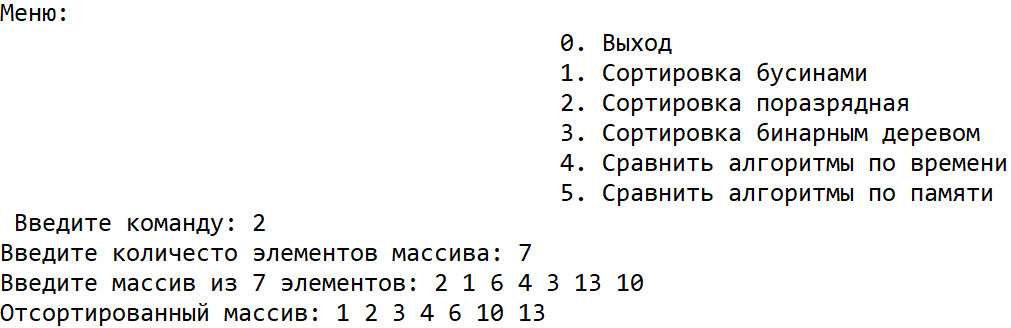 Меню:
0. Выход
1. Сортировка бусинами
2. Сортировка поразрядная
3. Сортировка бинарным деревом
4. Сравнить алгоритмы по времени
5. Сравнить алгоритмы по памяти
Введите команду: 2
Введите количесто элементов массива: 7
Введите массив из 7 элементов: 2 1 6 4 3 13 10
Отсортированный массив: 1 2 3 4 6 10 13